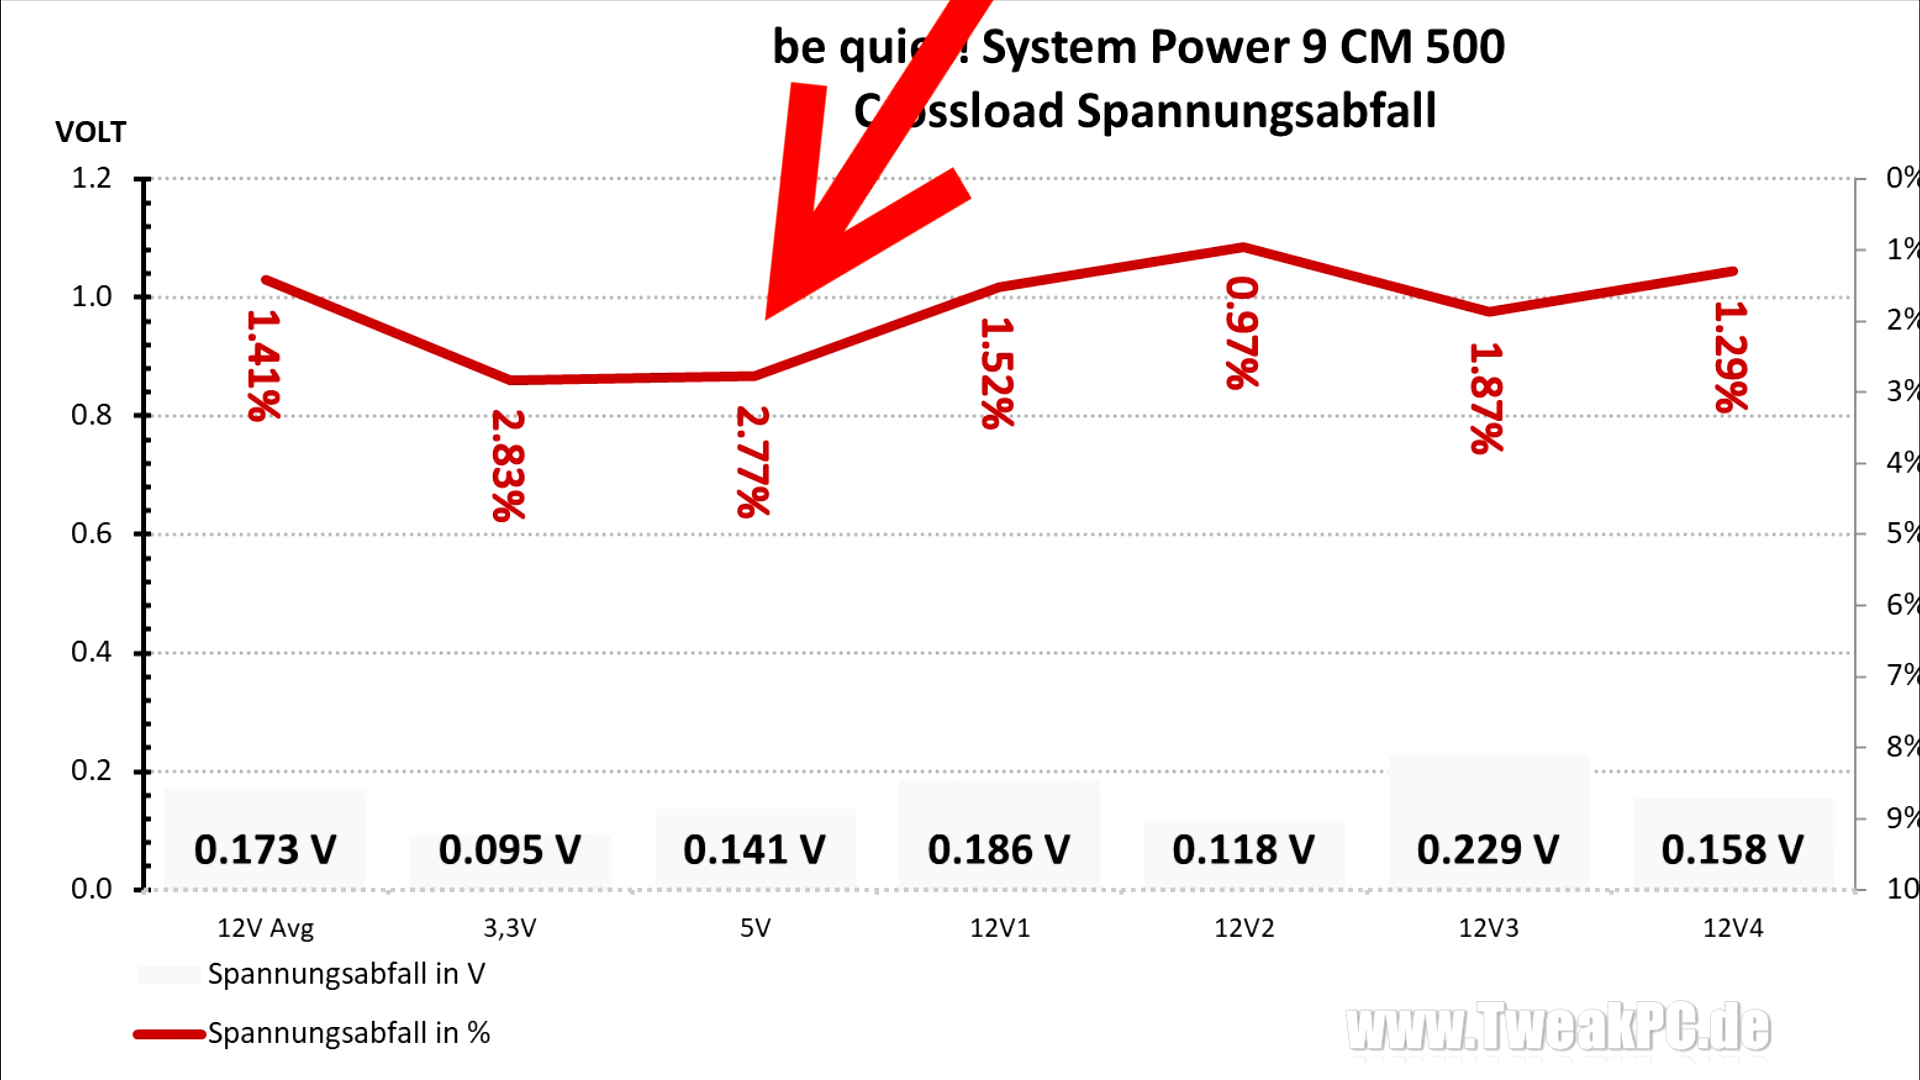 be quiet! System Power 9 CM 500
Crossload Spannungsabfall
VOLT
1.2
1.0
0.8
0.6
0.4
0.2
0.0
0%
1%
2%
3%
4%
5%
6%
7%
8%
9%
10
1.41%
2.83%
2.77%
1.52%
0.97%
1.87%
1.29%
0.173 V
0.095 V
0.141 V
0.186 V
0.118 V
0.229 V
0.158 V
12V Avg
3,3V
5V
12V1
12V2
12V3
12V4
Spannungsabfall in V
Spannungsabfall in %
www.TweakPC.de